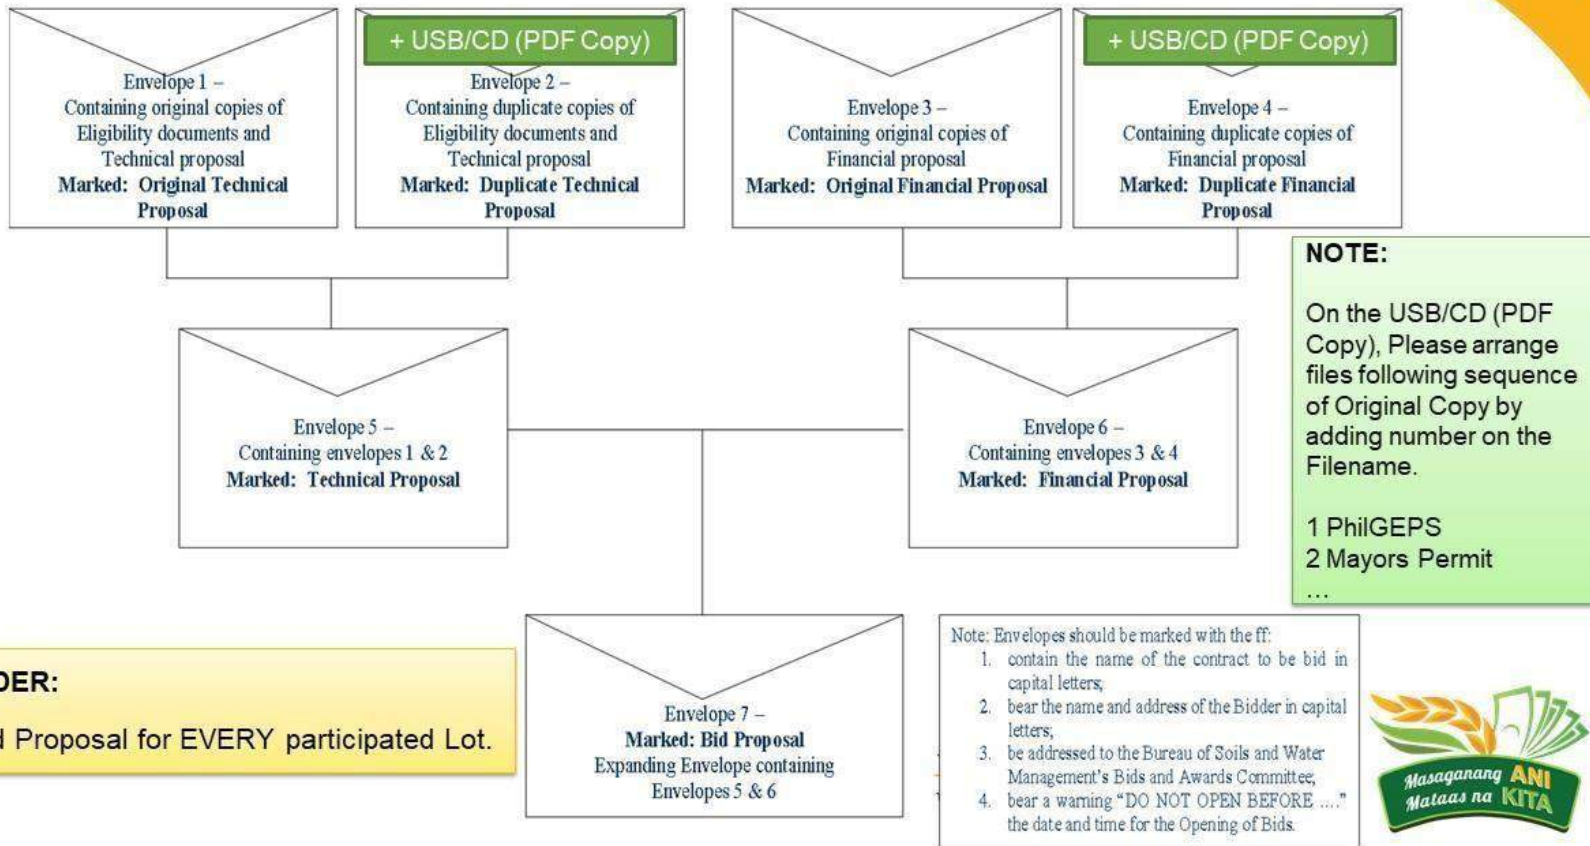 + USB/CD (PDF Copy)
+ USB/CD (PDF Copy)
Envelope 1 –
Containing original copies of
Eligibility documents and
Technical proposal
Marked: Original Technical
Proposal
Envelope 2 –
Containing duplicate copies of
Eligibility documents and
Technical proposal
Marked: Duplicate Technical
Proposal
Envelope 3 –
Containing original copies of
Financial proposal
Marked: Original Financial Proposal
Envelope 4 –
Containing duplicate copies of
Financial proposal
Marked: Duplicate Financial
Proposal
NOTE:
On the USB/CD (PDF
Copy), Please arrange
files following sequence
of Original Copy by
adding number on the
Filename.
1 PhilGEPS
2 Mayors Permit
...
Envelope 5 –
Containing envelopes 1 & 2
Marked: Technical Proposal
Envelope 6 –
Containing envelopes 3 & 4
Marked: Financial Proposal
DER:
d Proposal for EVERY participated Lot.
Envelope 7 –
Marked: Bid Proposal
Expanding Envelope containing
Envelopes 5 & 6
Note: Envelopes should be marked with the ff:
1. contain the name of the contract to be bid in
capital letters;
2. bear the name and address of the Bidder in capital
letters;
3. be addressed to the Bureau of Soils and Water
Management's Bids and Awards Committee;
4. bear a warning “DO NOT OPEN BEFORE ....”
the date and time for the Opening of Bids.
Masaganang ANI
Mataas na KITA